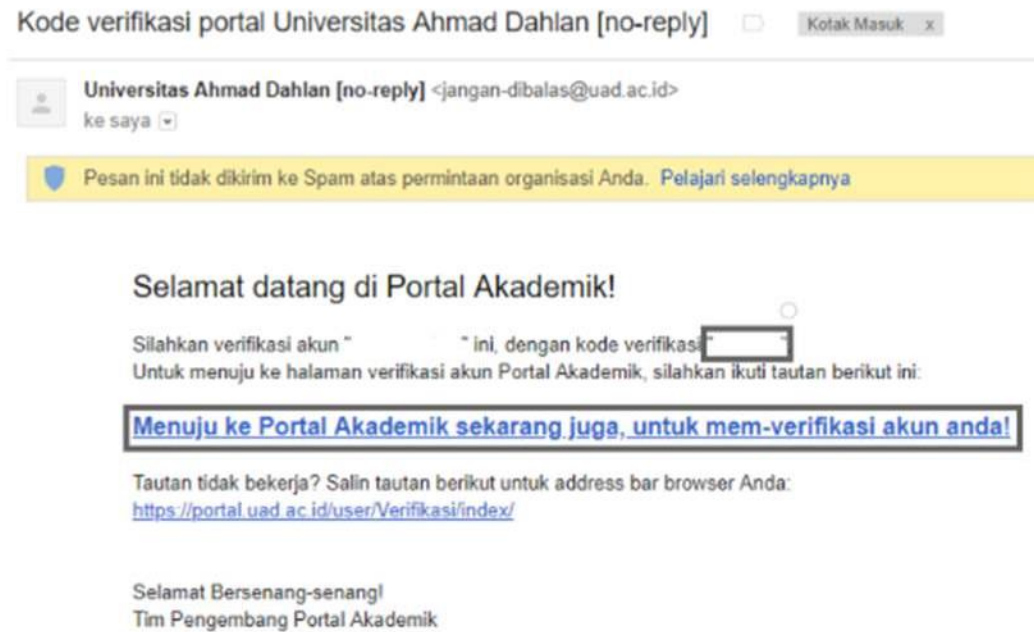 Kode verifikasi portal Universitas Ahmad Dahlan [no-reply] Kotak Masuk x
Universitas Ahmad Dahlan [no-reply] <jangan-dibalas@uad.ac.id>
ke saya
Pesan ini tidak dikirim ke Spam atas permintaan organisasi Anda. Pelajari selengkapnya
Selamat datang di Portal Akademik!
Silahkan verifikasi akun " " ini, dengan kode verifikasi " "
Untuk menuju ke halaman verifikasi akun Portal Akademik, silahkan ikuti tautan berikut ini:
Menuju ke Portal Akademik sekarang juga, untuk mem-verifikasi akun anda!
Tautan tidak bekerja? Salin tautan berikut untuk address bar browser Anda:
https://portal.uad.ac.id/user/Verifikasi/index/
Selamat Bersenang-senang!
Tim Pengembang Portal Akademik